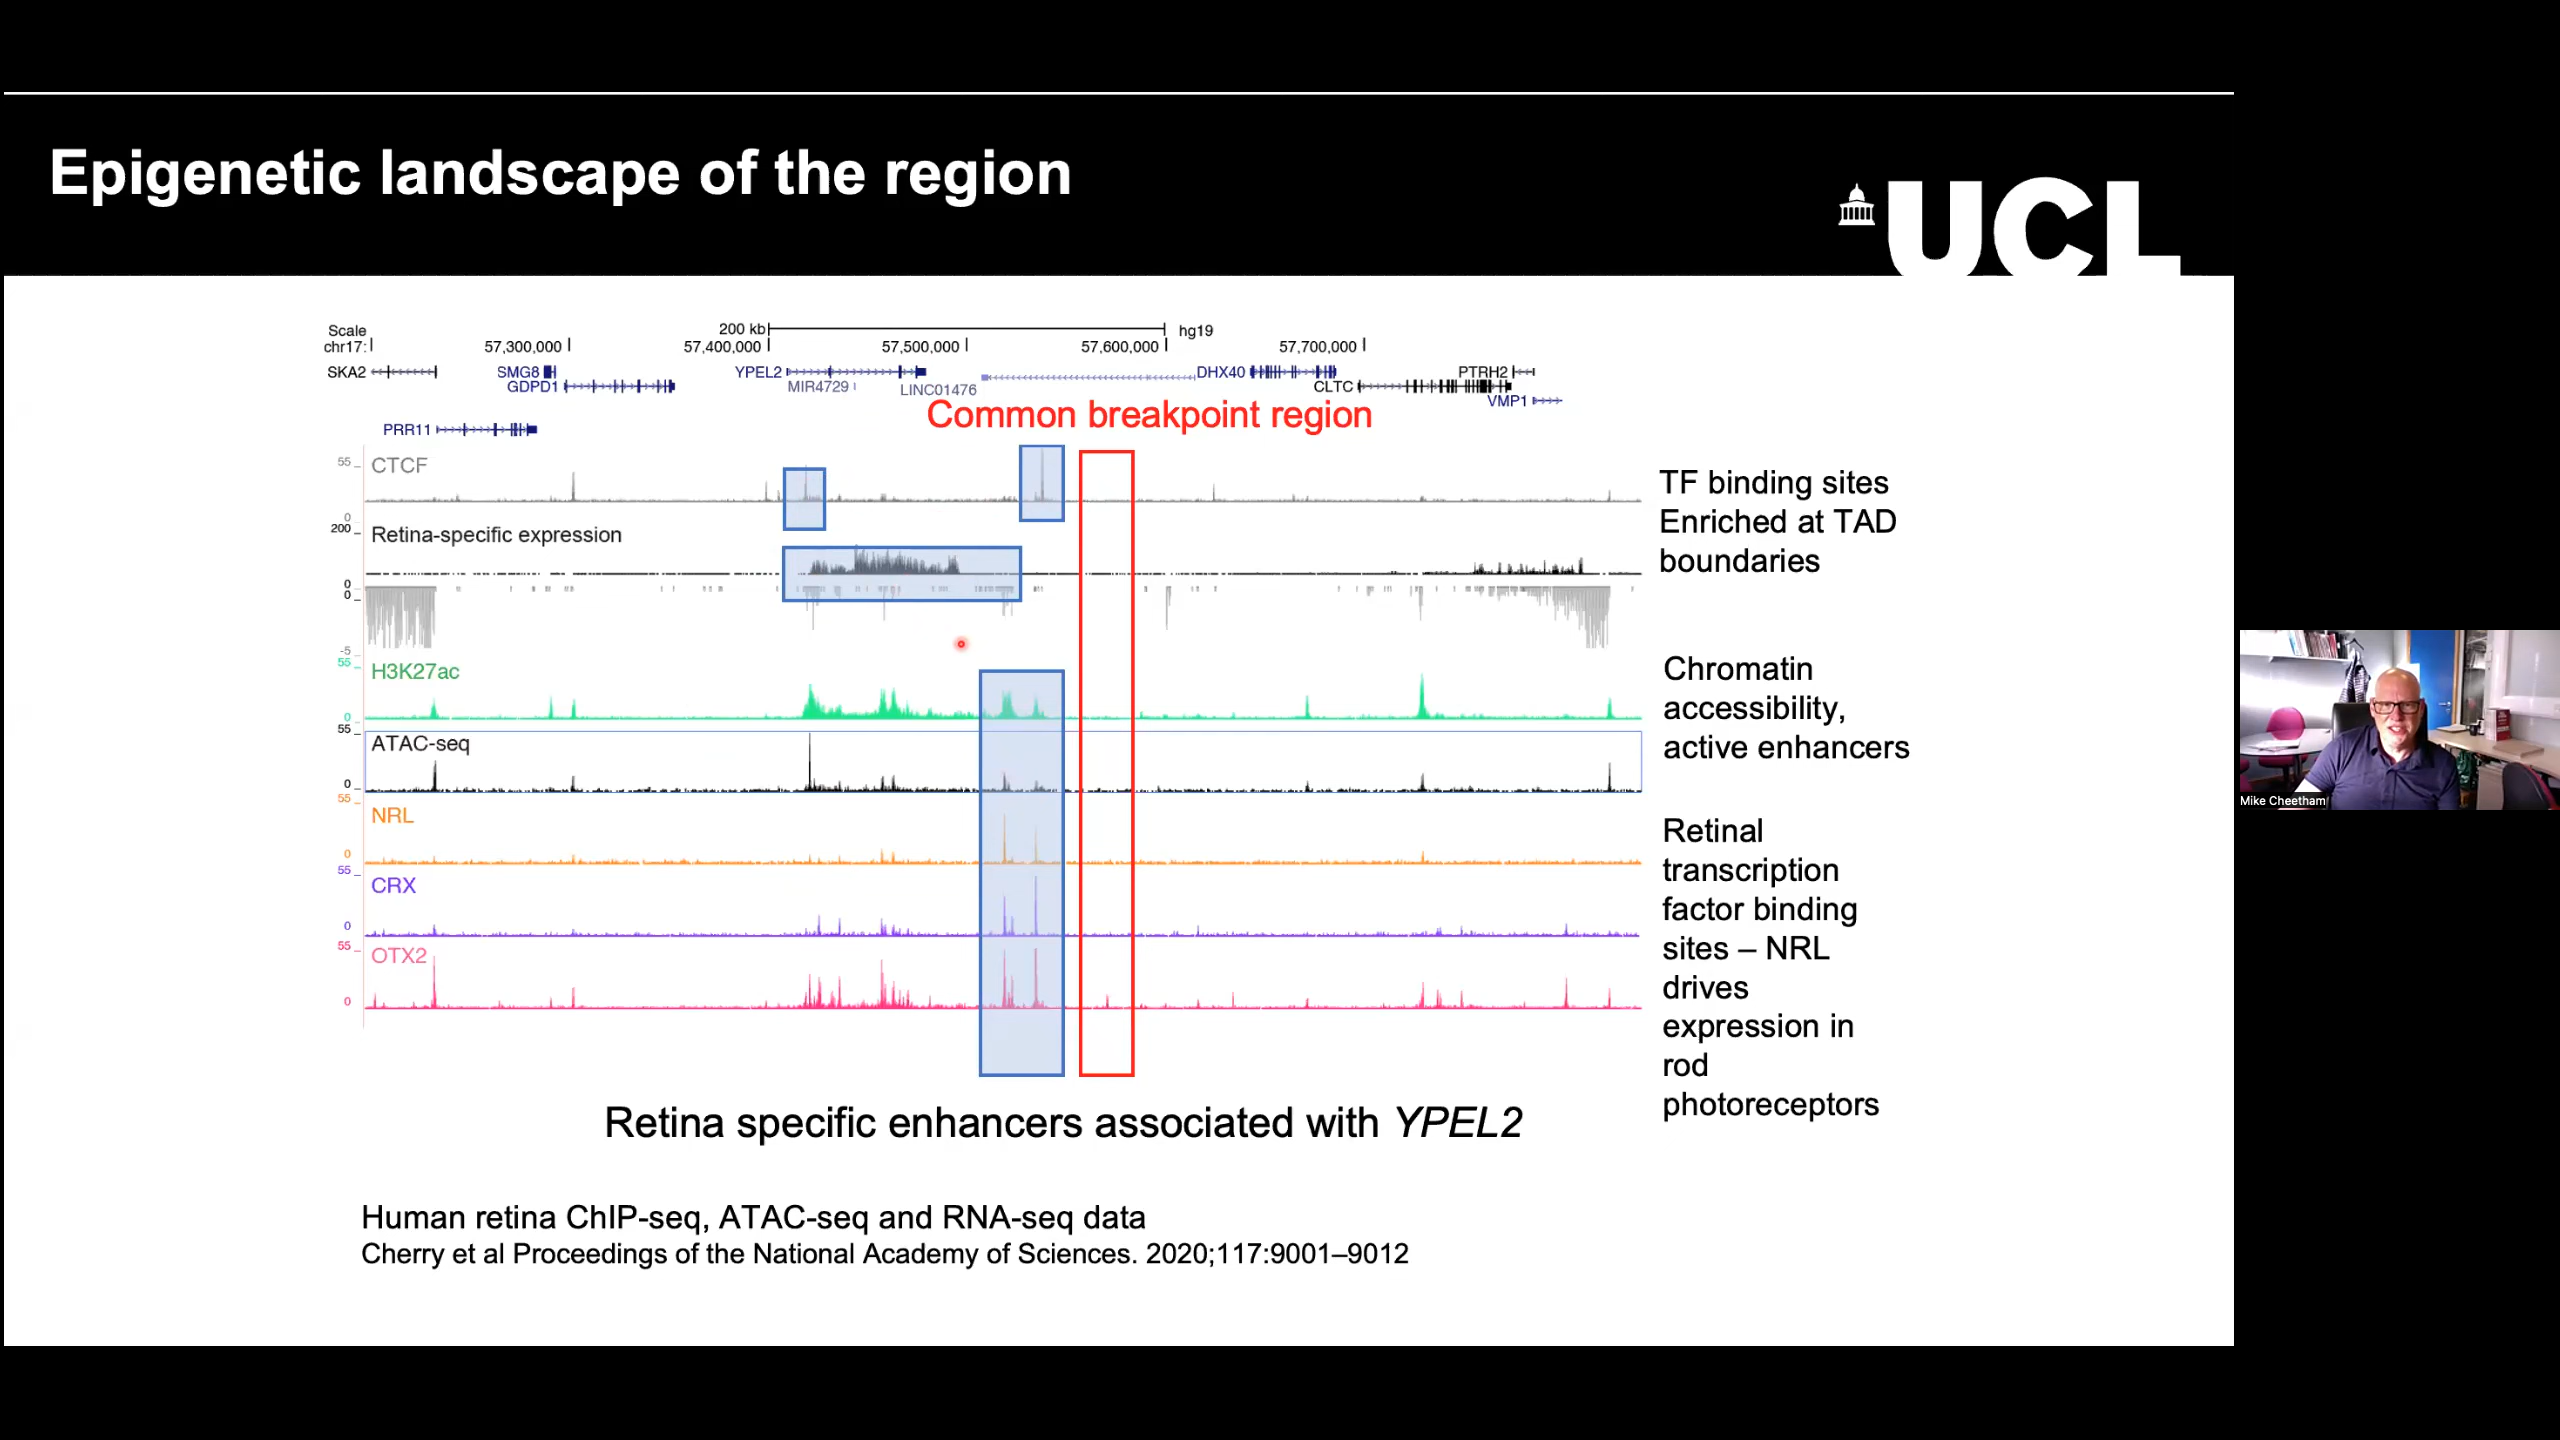 Epigenetic landscape of the region
UCL
Scale
200 kb
hg19
chr17:
57,300,000
57,400,000
57,500,000
57,600,000
57,700,000
SKA2
SMG8
YPEL2
DHX40
PTRH2
GDPD1
MIR4729
LINC01476
CLTC
VMP1
PRR11
Common breakpoint region
55
CTCF
0
200
Retina-specific expression
0
0
-5
55
H3K27ac
0
55
ATAC-seq
0
55
NRL
0
55
CRX
0
55
OTX2
0
TF binding sites
Enriched at TAD
boundaries
Chromatin
accessibility,
active enhancers
Retinal
transcription
factor binding
sites – NRL
drives
expression in
rod
photoreceptors
Retina specific enhancers associated with YPEL2
Human retina ChIP-seq, ATAC-seq and RNA-seq data
Cherry et al Proceedings of the National Academy of Sciences. 2020;117:9001–9012
Mike Cheetham